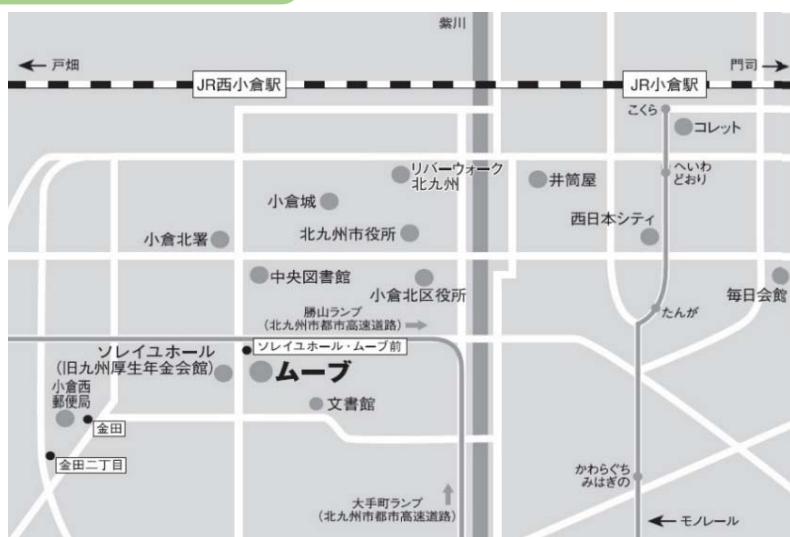 紫川
← 戸畑
門司 →
JR西小倉駅
JR小倉駅
こくら
コレット
リバーウォーク
北九州
井筒屋
へいわ
どおり
小倉城
西日本シティ
小倉北署
北九州市役所
中央図書館
小倉北区役所
毎日会館
勝山ランプ
(北九州市都市高速道路)
たんが
ソレイユホール
(旧九州厚生年金会館)
ソレイユホール・ムーブ前
ムーブ
小倉西
郵便局
文書館
金田
金田二丁目
かわらぐち
みはぎの
大手町ランプ
(北九州市都市高速道路)
← モノレール